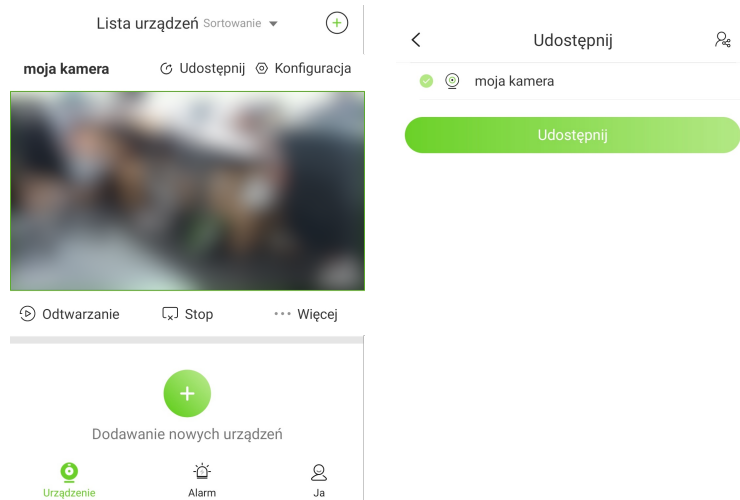 Lista urządzeń Sortowanie
moja kamera Udostępnij Konfiguracja
Odtwarzanie Stop Więcej
Dodawanie nowych urządzeń
Urządzenie Alarm Ja
Udostępnij
moja kamera
Udostępnij